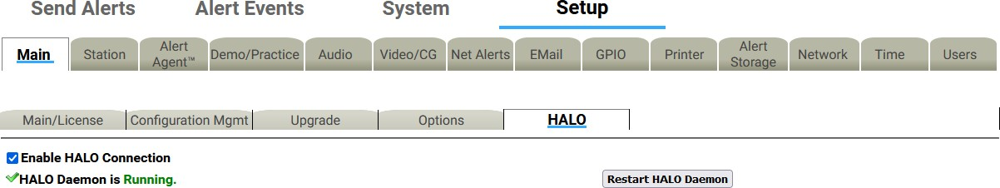 Send Alerts Alert Events System Setup
Main Station Alert Agent™ Demo/Practice Audio Video/CG Net Alerts EMail GPIO Printer Alert Storage Network Time Users
Main/License Configuration Mgmt Upgrade Options HALO
Enable HALO Connection
HALO Daemon is Running. Restart HALO Daemon